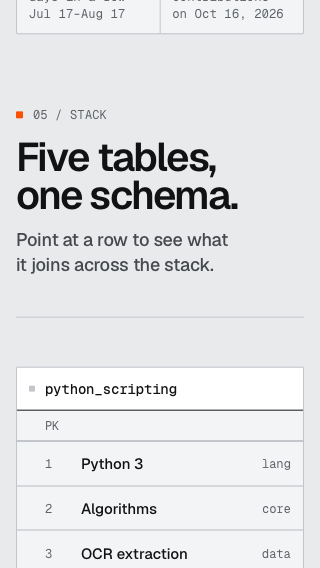 Jul 17–Aug 17
on Oct 16, 2026
05 / STACK
Five tables,
one schema.
Point at a row to see what
it joins across the stack.
python_scripting
PK
1 Python 3 lang
2 Algorithms core
3 OCR extraction data